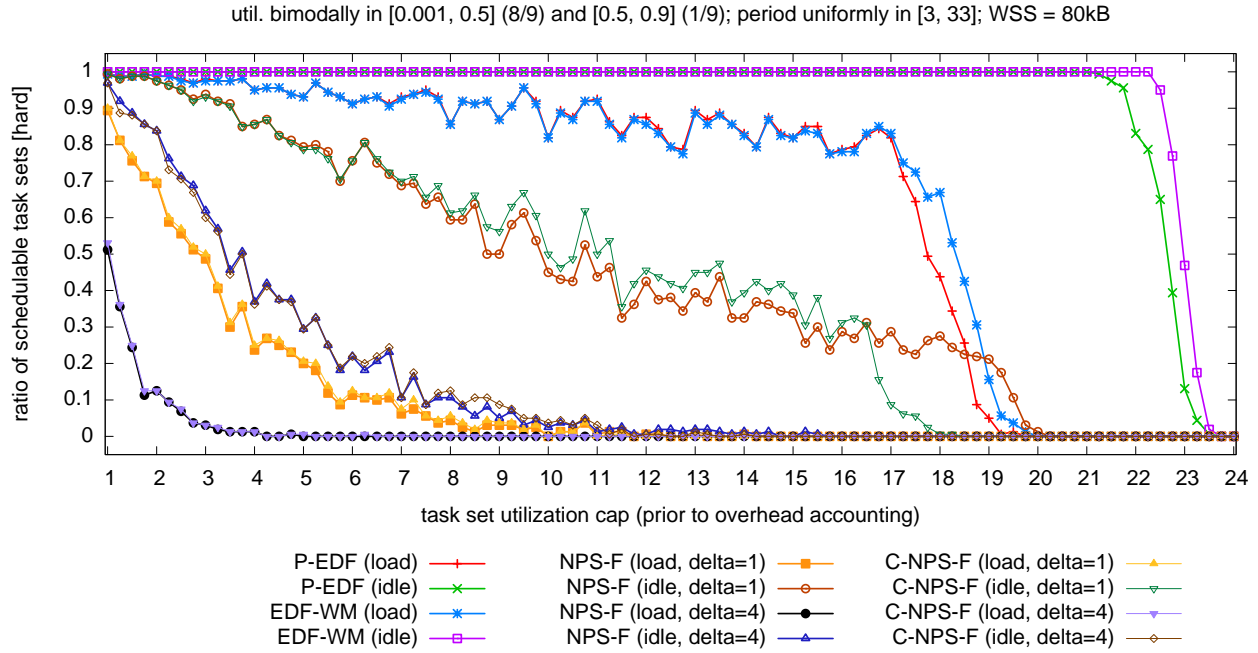 util. bimodally in [0.001, 0.5] (8/9) and [0.5, 0.9] (1/9); period uniformly in [3, 33]; WSS = 80kB
ratio of schedulable task sets [hard]
1
0.9
0.8
0.7
0.6
0.5
0.4
0.3
0.2
0.1
0
1 2 3 4 5 6 7 8 9 10 11 12 13 14 15 16 17 18 19 20 21 22 23 24
task set utilization cap (prior to overhead accounting)
P-EDF (load) NPS-F (load, delta=1) C-NPS-F (load, delta=1)
P-EDF (idle) NPS-F (idle, delta=1) C-NPS-F (idle, delta=1)
EDF-WM (load) NPS-F (load, delta=4) C-NPS-F (load, delta=4)
EDF-WM (idle) NPS-F (idle, delta=4) C-NPS-F (idle, delta=4)